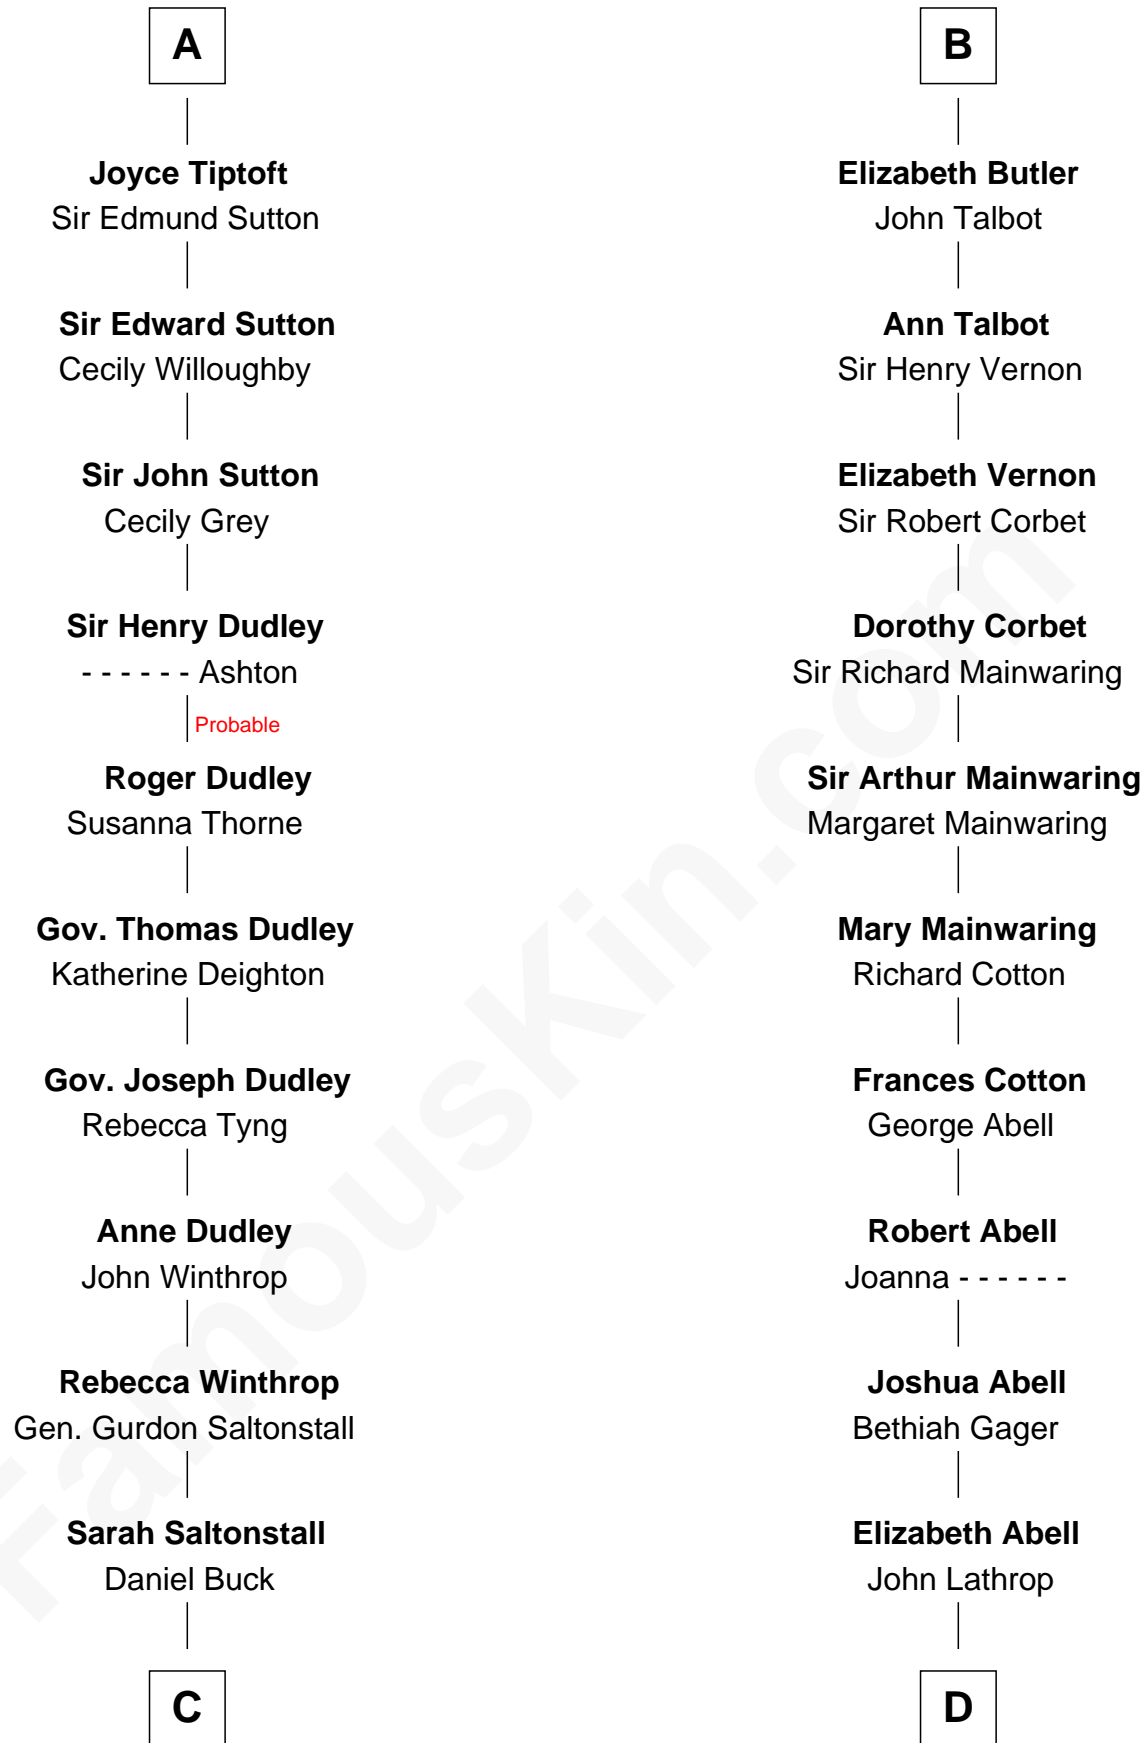 A
Joyce Tiptoft
Sir Edmund Sutton
Sir Edward Sutton
Cecily Willoughby
Sir John Sutton
Cecily Grey
Sir Henry Dudley
- - - - - - Ashton
Probable
Roger Dudley
Susanna Thorne
Gov. Thomas Dudley
Katherine Deighton
Gov. Joseph Dudley
Rebecca Tyng
Anne Dudley
John Winthrop
Rebecca Winthrop
Gen. Gurdon Saltonstall
Sarah Saltonstall
Daniel Buck
C
B
Elizabeth Butler
John Talbot
Ann Talbot
Sir Henry Vernon
Elizabeth Vernon
Sir Robert Corbet
Dorothy Corbet
Sir Richard Mainwaring
Sir Arthur Mainwaring
Margaret Mainwaring
Mary Mainwaring
Richard Cotton
Frances Cotton
George Abell
Robert Abell
Joanna - - - - - -
Joshua Abell
Bethiah Gager
Elizabeth Abell
John Lathrop
D
FamousKin.com